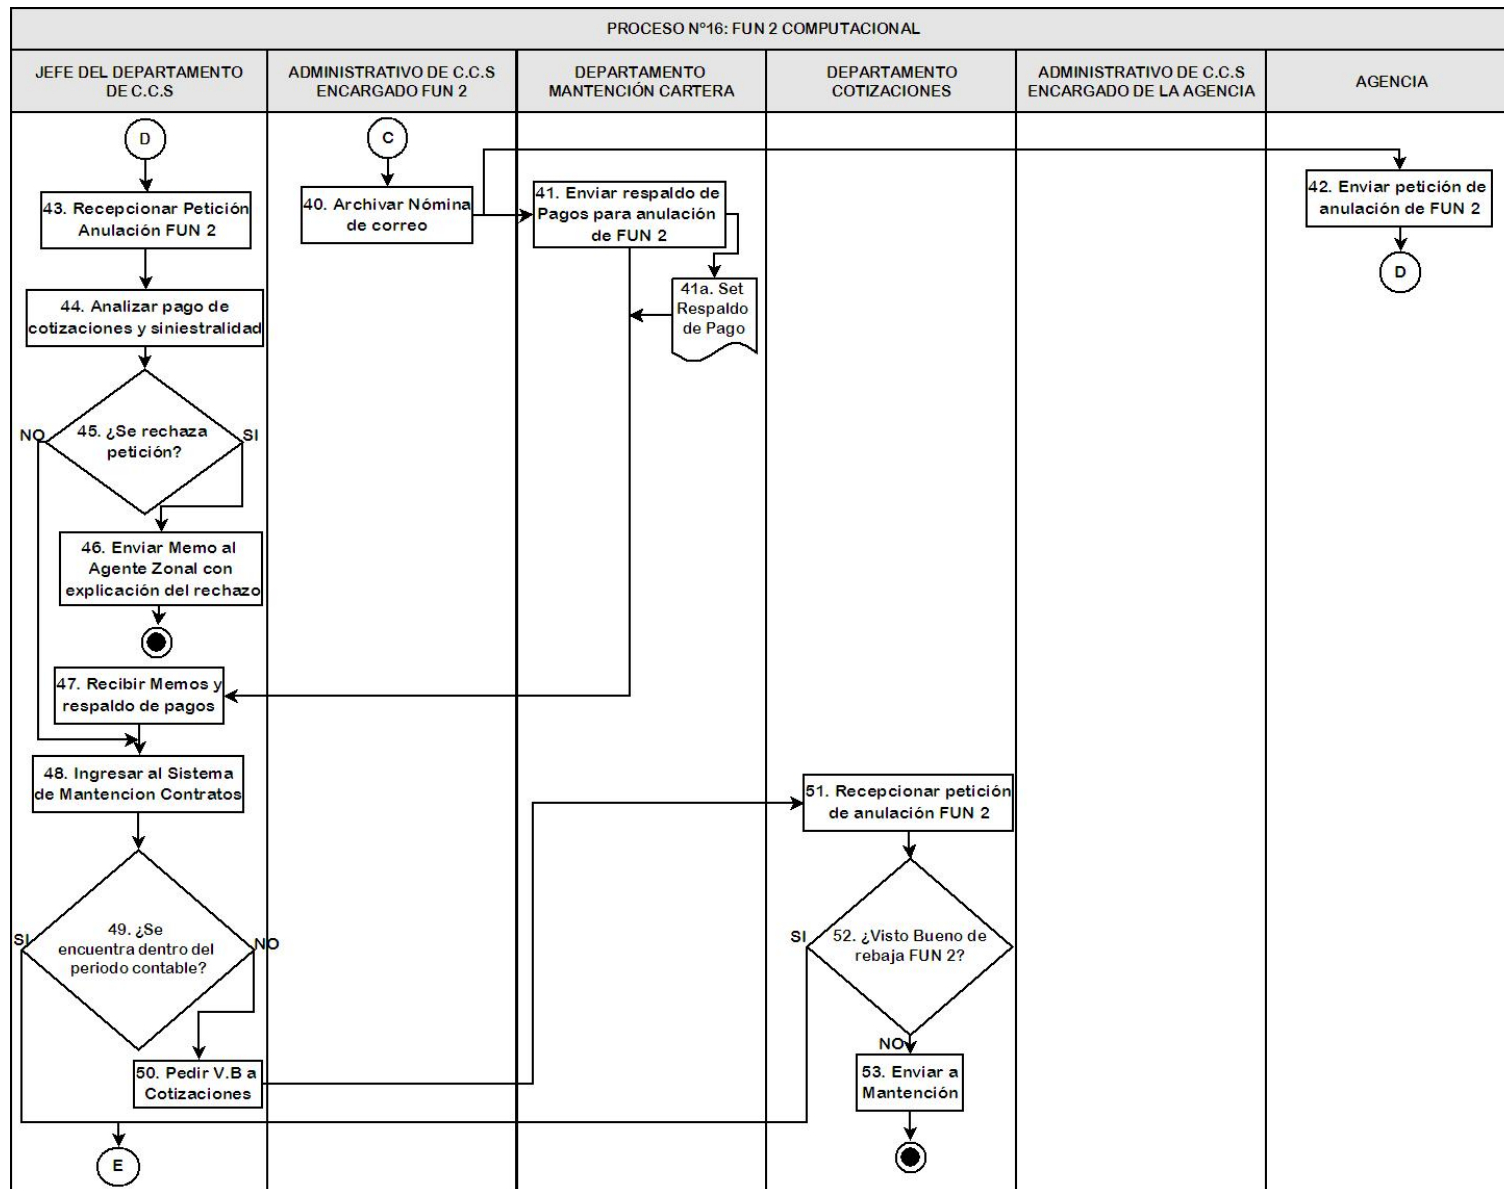 PROCESO Nº16: FUN 2 COMPUTACIONAL
JEFE DEL DEPARTAMENTO
DE C.C.S
ADMINISTRATIVO DE C.C.S
ENCARGADO FUN 2
DEPARTAMENTO
MANTENCIÓN CARTERA
DEPARTAMENTO
COTIZACIONES
ADMINISTRATIVO DE C.C.S
ENCARGADO DE LA AGENCIA
AGENCIA
D
43. Recepcionar Petición
Anulación FUN 2
44. Analizar pago de
cotizaciones y siniestralidad
NO
45. ¿Se rechaza
petición?
SI
46. Enviar Memo al
Agente Zonal con
explicación del rechazo
47. Recibir Memos y
respaldo de pagos
48. Ingresar al Sistema
de Mantencion Contratos
SI
49. ¿Se
encuentra dentro del
periodo contable?
NO
50. Pedir V.B a
Cotizaciones
E
C
40. Archivar Nómina
de correo
41. Enviar respaldo de
Pagos para anulación
de FUN 2
41a. Set
Respaldo
de Pago
51. Recepcionar petición
de anulación FUN 2
SI
52. ¿Visto Bueno de
rebaja FUN 2?
NO
53. Enviar a
Mantención
42. Enviar petición de
anulación de FUN 2
D